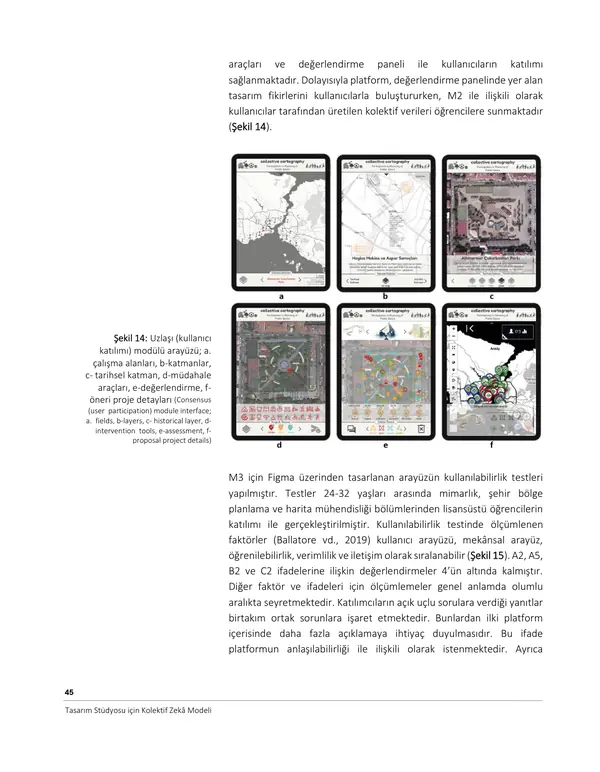 araçları ve değerlendirme paneli ile kullanıcıların katılımı
sağlanmaktadır. Dolayısıyla platform, değerlendirme panelinde yer alan
tasarım fikirlerini kullanıcılarla buluştururken, M2 ile ilişkili olarak
kullanıcılar tarafından üretilen kolektif verileri öğrencilere sunmaktadır
(Şekil 14).
collective cartography
collective cartography
collective cartography
a
b
c
d
e
f
Şekil 14: Uzlaşı (kullanıcı
katılımı) modülü arayüzü; a.
çalışma alanları, b-katmanlar,
c- tarihsel katman, d-müdahale
araçları, e-değerlendirme, f-
öneri proje detayları (Consensus
(user participation) module interface;
a. fields, b-layers, c- historical layer, d-
intervention tools, e-assessment, f-
proposal project details)
M3 için Figma üzerinden tasarlanan arayüzün kullanılabilirlik testleri
yapılmıştır. Testler 24-32 yaşları arasında mimarlık, şehir bölge
planlama ve harita mühendisliği bölümlerinden lisansüstü öğrencilerin
katılımı ile gerçekleştirilmiştir. Kullanılabilirlik testinde ölçümlenen
faktörler (Ballatore vd., 2019) kullanıcı arayüzü, mekânsal arayüz,
öğrenilebilirlik, verimlilik ve iletişim olarak sıralanabilir (Şekil 15). A2, A5,
B2 ve C2 ifadelerine ilişkin değerlendirmeler 4’ün altında kalmıştır.
Diğer faktör ve ifadeleri için ölçümlemeler genel anlamda olumlu
aralıkta seyretmektedir. Katılımcıların açık uçlu sorulara verdiği yanıtlar
birtakım ortak sorunlara işaret etmektedir. Bunlardan ilki platform
içerisinde daha fazla açıklamaya ihtiyaç duyulmasıdır. Bu ifade
platformun anlaşılabilirliği ile ilişkili olarak istenmektedir. Ayrıca
45
Tasarım Stüdyosu için Kolektif Zekâ Modeli